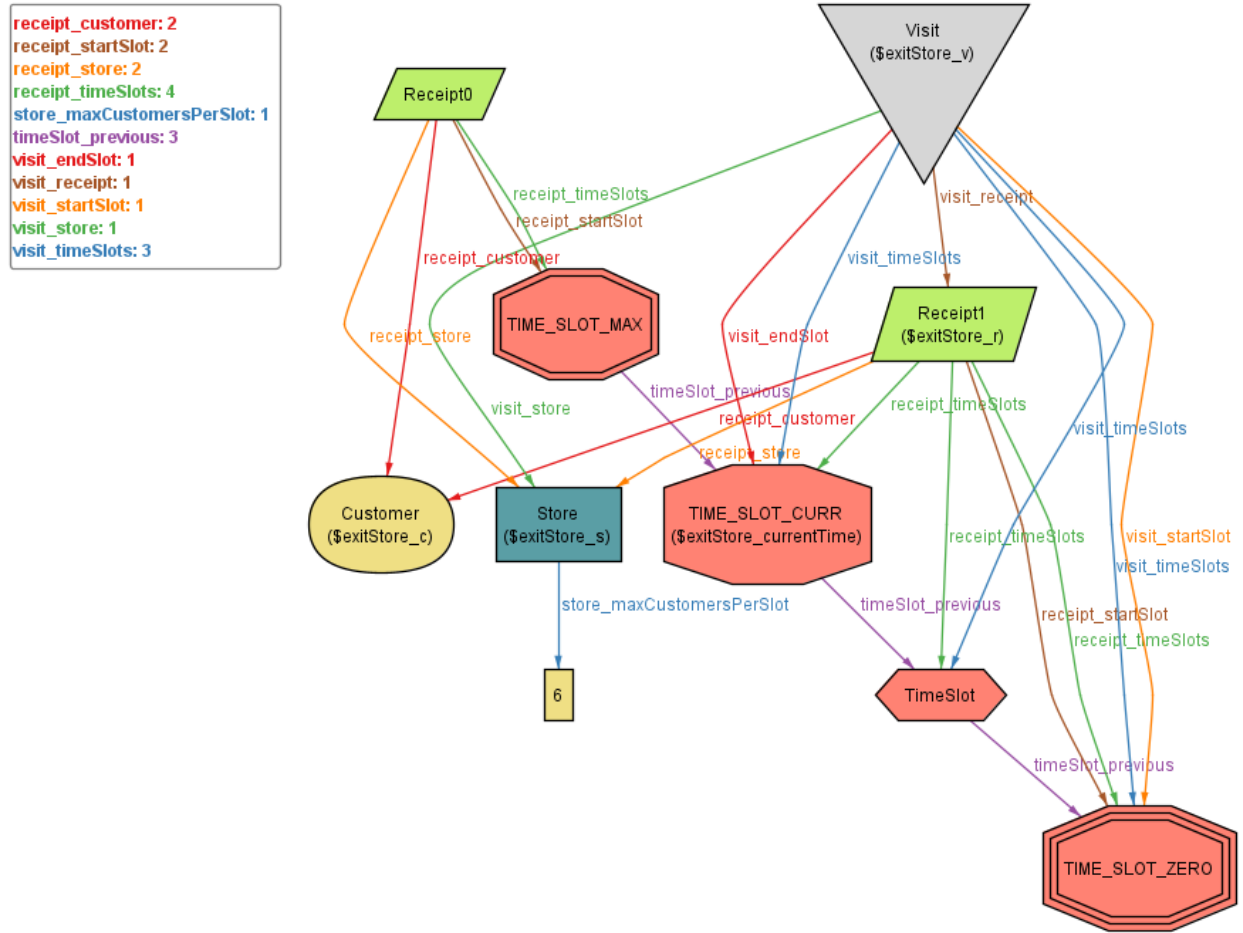 receipt_customer: 2
receipt_startSlot: 2
receipt_store: 2
receipt_timeSlots: 4
store_maxCustomersPerSlot: 1
timeSlot_previous: 3
visit_endSlot: 1
visit_receipt: 1
visit_startSlot: 1
visit_store: 1
visit_timeSlots: 3
Visit
($exitStore_v)
Receipt0
receipt_timeSlots
visit_receipt
receipt_startSlot
receipt_customer
visit_timeSlots
Receipt1
($exitStore_r)
TIME_SLOT_MAX
receipt_store
visit_endSlot
timeSlot_previous
receipt_timeSlots
visit_store
receipt_customer
visit_timeSlots
receipt_store
Customer
($exitStore_c)
Store
($exitStore_s)
TIME_SLOT_CURR
($exitStore_currentTime)
receipt_timeSlots
visit_startSlot
visit_timeSlots
store_maxCustomersPerSlot
timeSlot_previous
receipt_startSlot
receipt_timeSlots
6
TimeSlot
timeSlot_previous
TIME_SLOT_ZERO